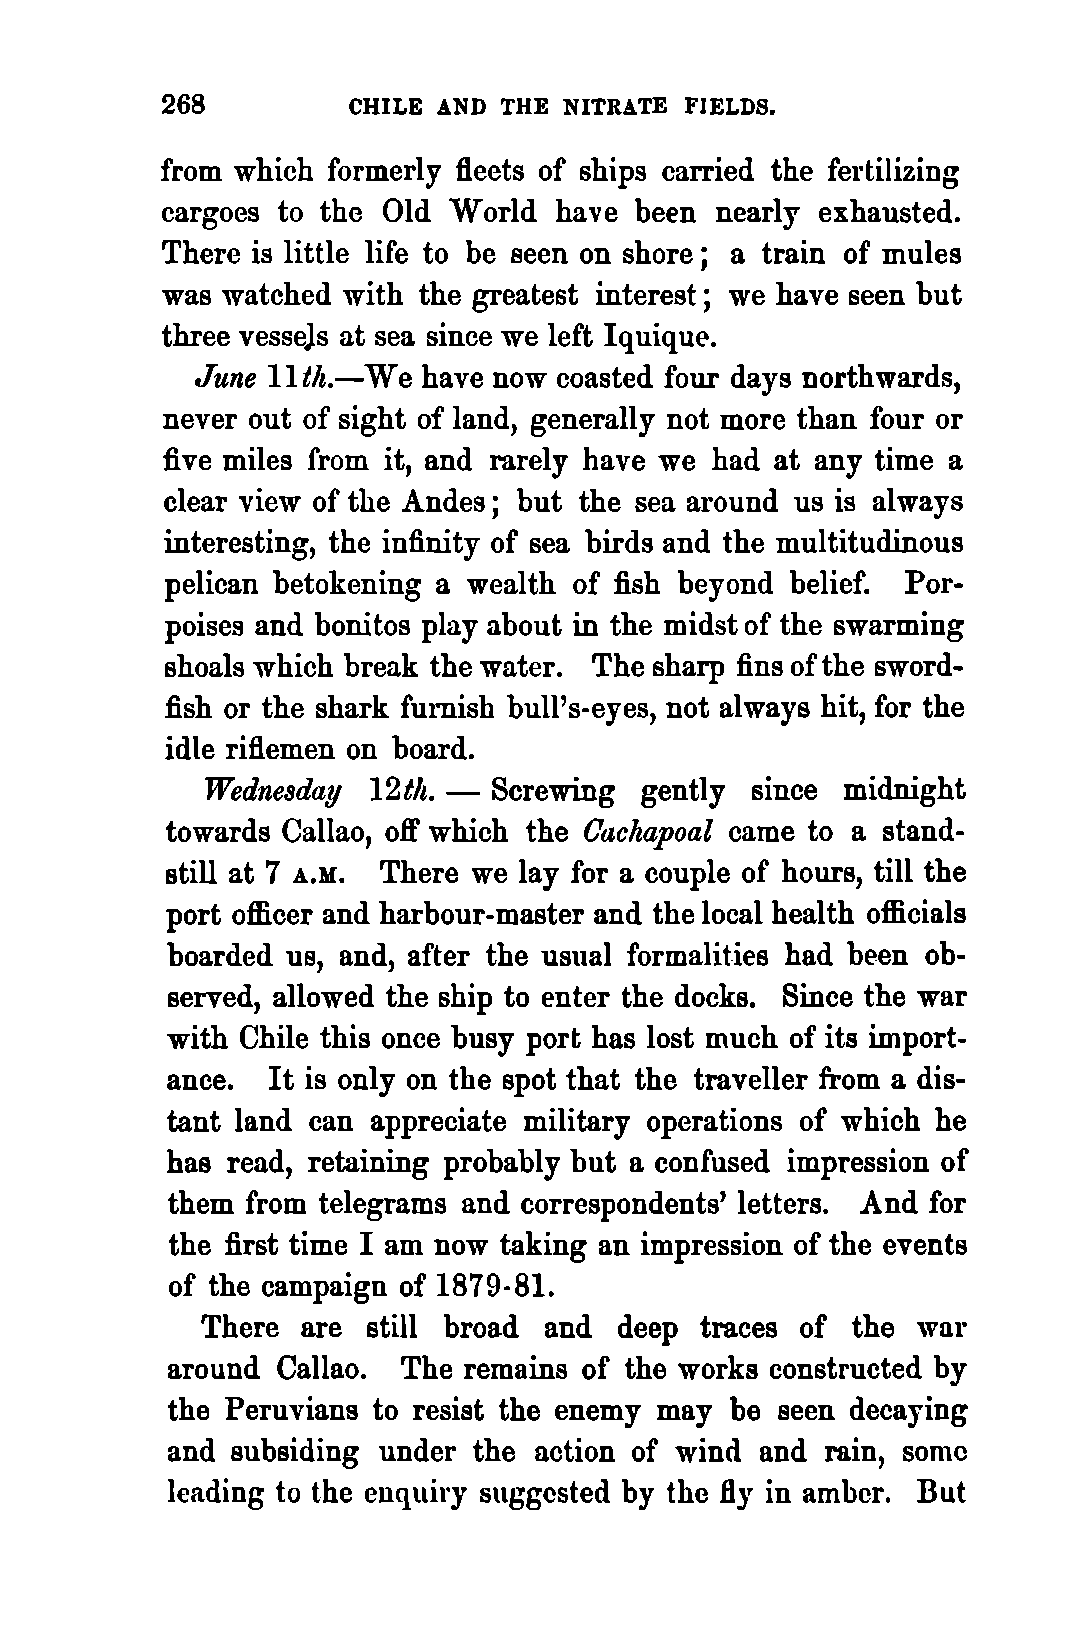 268 CHILE AND THE NITRATE FIELDS.
from which formerly fleets of ships carried the fertilizing
cargoes to the Old World have been nearly exhausted.
There is little life to be seen on shore; a train of mules
was watched with the greatest interest; we have seen but
three vessels at sea since we left Iquique.
June 11th.—We have now coasted four days northwards,
never out of sight of land, generally not more than four or
five miles from it, and rarely have we had at any time a
clear view of the Andes; but the sea around us is always
interesting, the infinity of sea birds and the multitudinous
pelican betokening a wealth of fish beyond belief. Por-
poises and bonitos play about in the midst of the swarming
shoals which break the water. The sharp fins of the sword-
fish or the shark furnish bull's-eyes, not always hit, for the
idle riflemen on board.
Wednesday 12th. — Screwing gently since midnight
towards Callao, off which the Cachapoal came to a stand-
still at 7 A.M. There we lay for a couple of hours, till the
port officer and harbour-master and the local health officials
boarded us, and, after the usual formalities had been ob-
served, allowed the ship to enter the docks. Since the war
with Chile this once busy port has lost much of its import-
ance. It is only on the spot that the traveller from a dis-
tant land can appreciate military operations of which he
has read, retaining probably but a confused impression of
them from telegrams and correspondents' letters. And for
the first time I am now taking an impression of the events
of the campaign of 1879-81.
There are still broad and deep traces of the war
around Callao. The remains of the works constructed by
the Peruvians to resist the enemy may be seen decaying
and subsiding under the action of wind and rain, some
leading to the enquiry suggested by the fly in amber. But